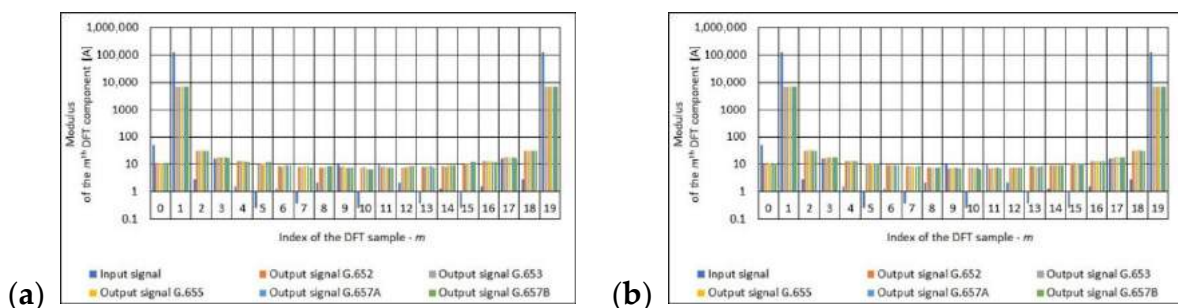 1,000,000
100,000
10,000
1000
100
10
1
0.1
Modulus
of the mth DFT component [A]
0 1 2 3 4 5 6 7 8 9 10 11 12 13 14 15 16 17 18 19
Index of the DFT sample - m
Input signal Output signal G.652 Output signal G.653
Output signal G.655 Output signal G.657A Output signal G.657B
(a)
1,000,000
100,000
10,000
1000
100
10
1
0.1
Modulus
of the mth DFT component [A]
0 1 2 3 4 5 6 7 8 9 10 11 12 13 14 15 16 17 18 19
Index of the DFT sample - m
Input signal Output signal G.652 Output signal G.653
Output signal G.655 Output signal G.657A Output signal G.657B
(b)